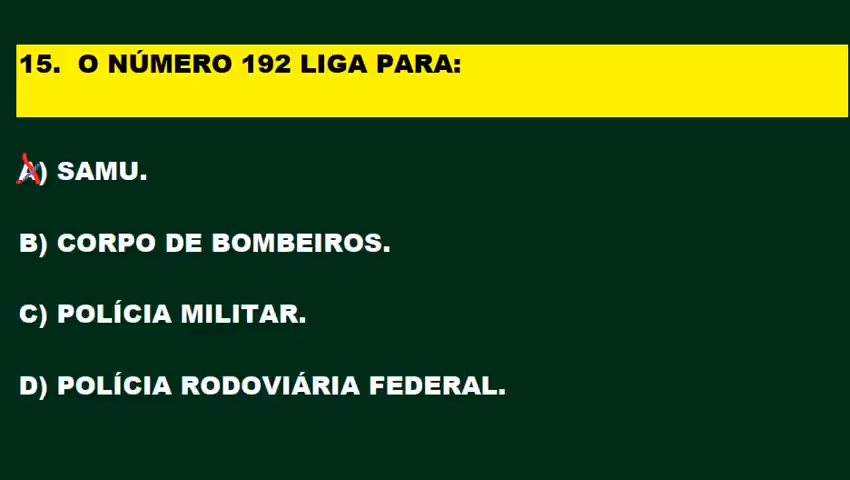 15. O NÚMERO 192 LIGA PARA:
A) SAMU.
B) CORPO DE BOMBEIROS.
C) POLÍCIA MILITAR.
D) POLÍCIA RODOVIÁRIA FEDERAL.